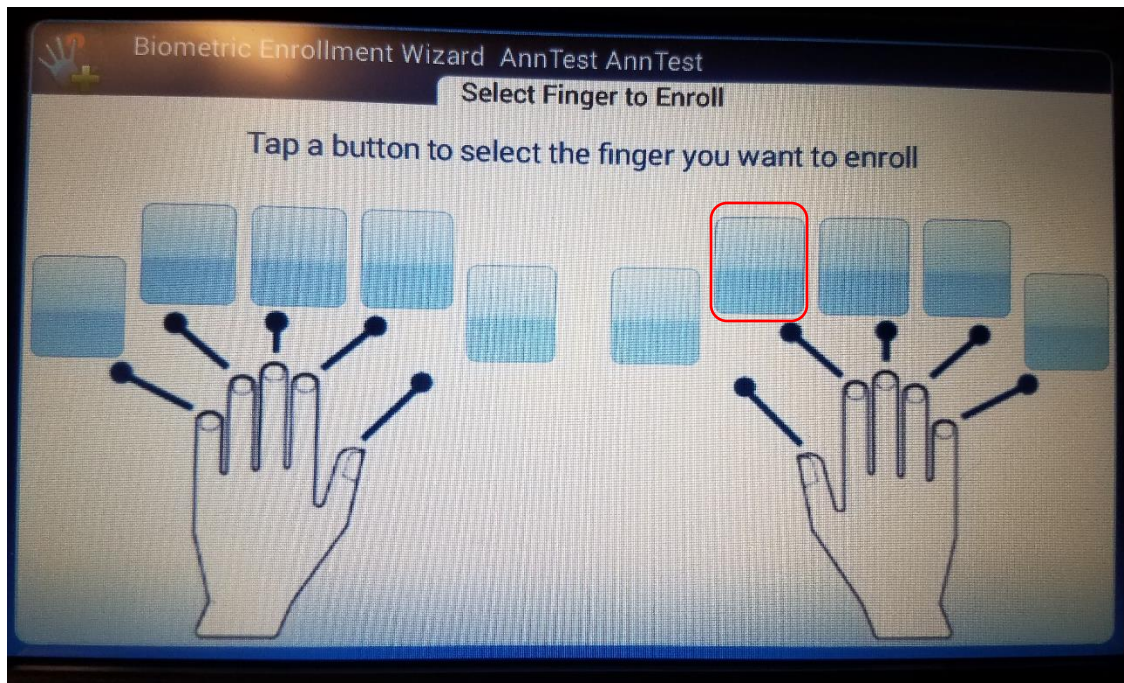 Biometric Enrollment Wizard AnnTest AnnTest
Select Finger to Enroll
Tap a button to select the finger you want to enroll